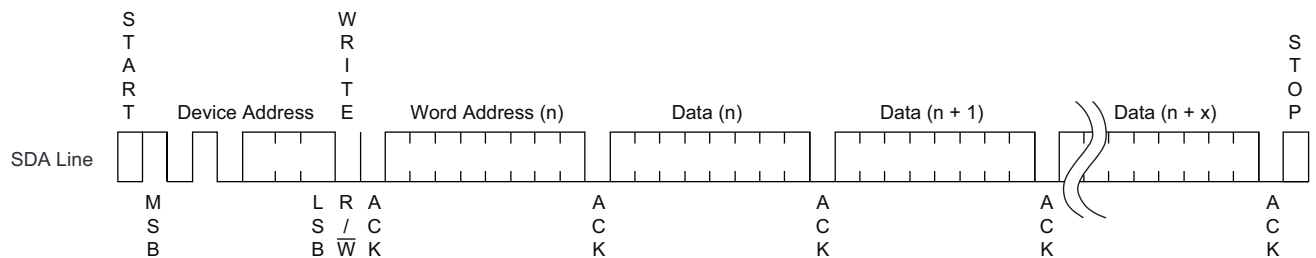 START
WRITE
STOP
Device Address
Word Address (n)
Data (n)
Data (n + 1)
Data (n + x)
SDA Line
MSB
LSB
R/W
ACK
ACK
ACK
ACK
ACK